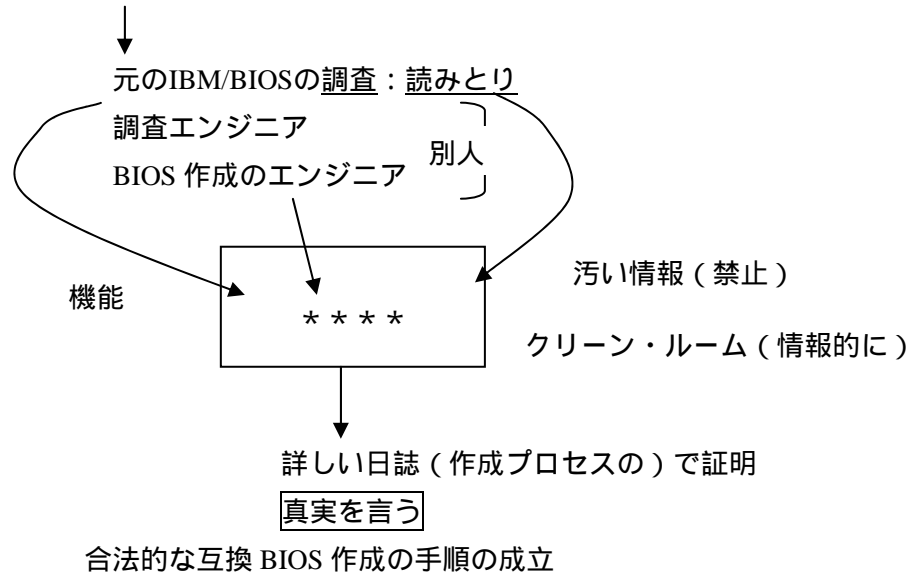 元のIBM/BIOSの調査：読みとり
調査エンジニア
別人
BIOS 作成のエンジニア
機能
汚い情報（禁止）
＊＊＊＊
クリーン・ルーム（情報的に）
詳しい日誌（作成プロセスの）で証明
真実を言う
合法的な互換 BIOS 作成の手順の成立